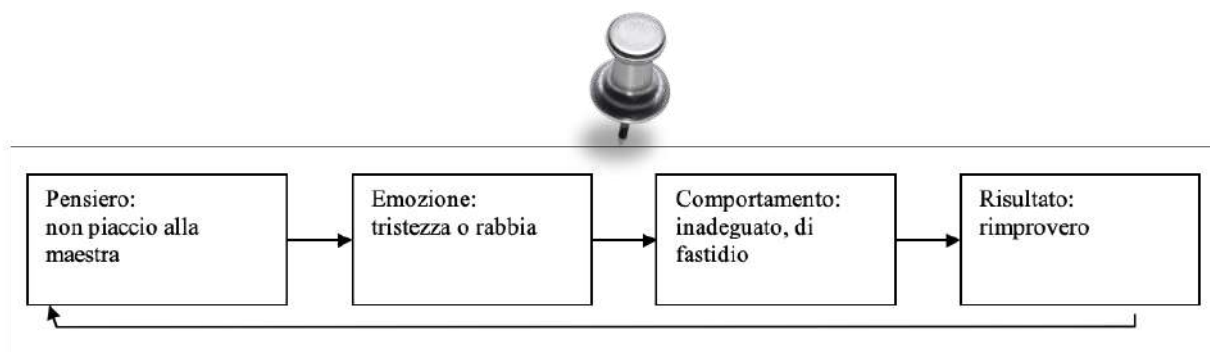 Pensiero:
non piaccio alla
maestra
Emozione:
tristezza o rabbia
Comportamento:
inadeguato, di
fastidio
Risultato:
rimprovero